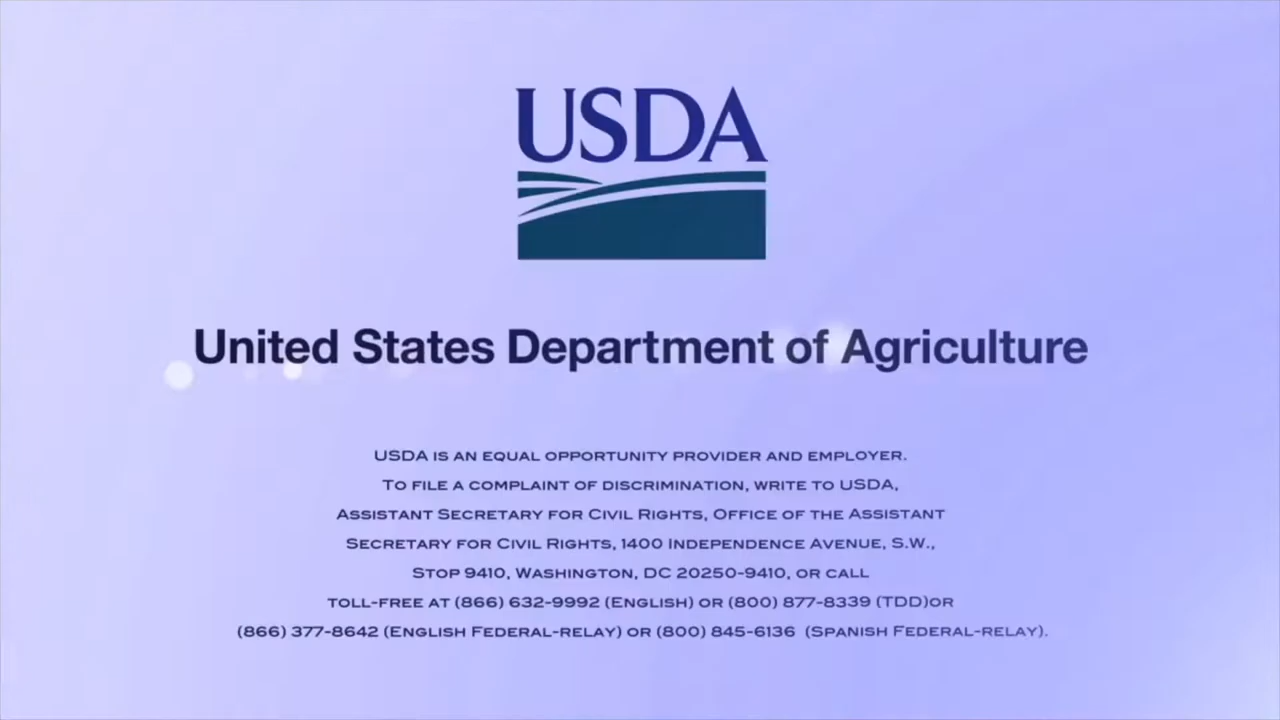 USDA
United States Department of Agriculture
USDA IS AN EQUAL OPPORTUNITY PROVIDER AND EMPLOYER.
TO FILE A COMPLAINT OF DISCRIMINATION, WRITE TO USDA,
ASSISTANT SECRETARY FOR CIVIL RIGHTS, OFFICE OF THE ASSISTANT
SECRETARY FOR CIVIL RIGHTS, 1400 INDEPENDENCE AVENUE, S.W.,
STOP 9410, WASHINGTON, DC 20250-9410, OR CALL
TOLL-FREE AT (866) 632-9992 (ENGLISH) OR (800) 877-8339 (TDD)OR
(866) 377-8642 (ENGLISH FEDERAL-RELAY) OR (800) 845-6136 (SPANISH FEDERAL-RELAY).